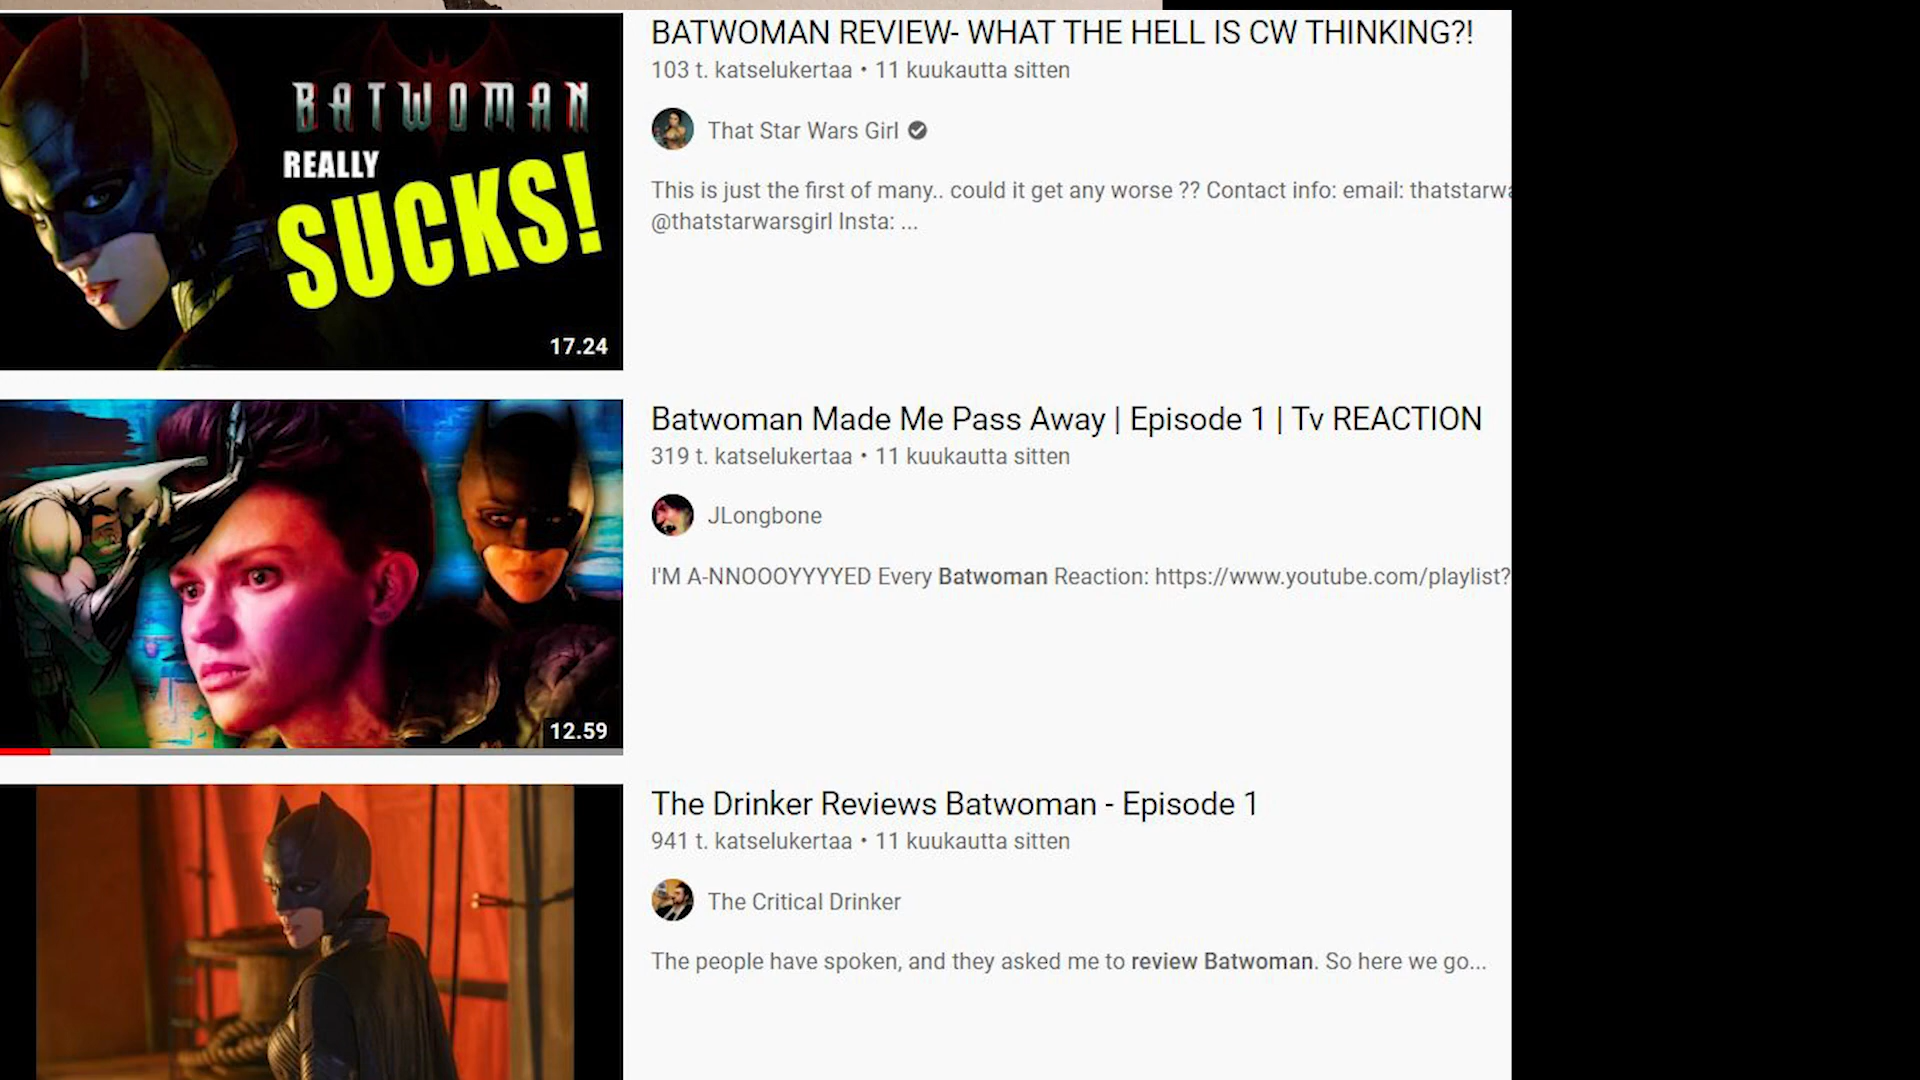 BATWOMAN
REALLY
SUCKS!
17.24
BATWOMAN REVIEW- WHAT THE HELL IS CW THINKING?!
103 t. katselukertaa • 11 kuukautta sitten
That Star Wars Girl
This is just the first of many.. could it get any worse ?? Contact info: email: thatstarwa
@thatstarwarsgirl Insta: ...
12.59
Batwoman Made Me Pass Away | Episode 1 | Tv REACTION
319 t. katselukertaa • 11 kuukautta sitten
JLongbone
I'M A-NNOOOYYYYED Every Batwoman Reaction: https://www.youtube.com/playlist?
The Drinker Reviews Batwoman - Episode 1
941 t. katselukertaa • 11 kuukautta sitten
The Critical Drinker
The people have spoken, and they asked me to review Batwoman. So here we go...